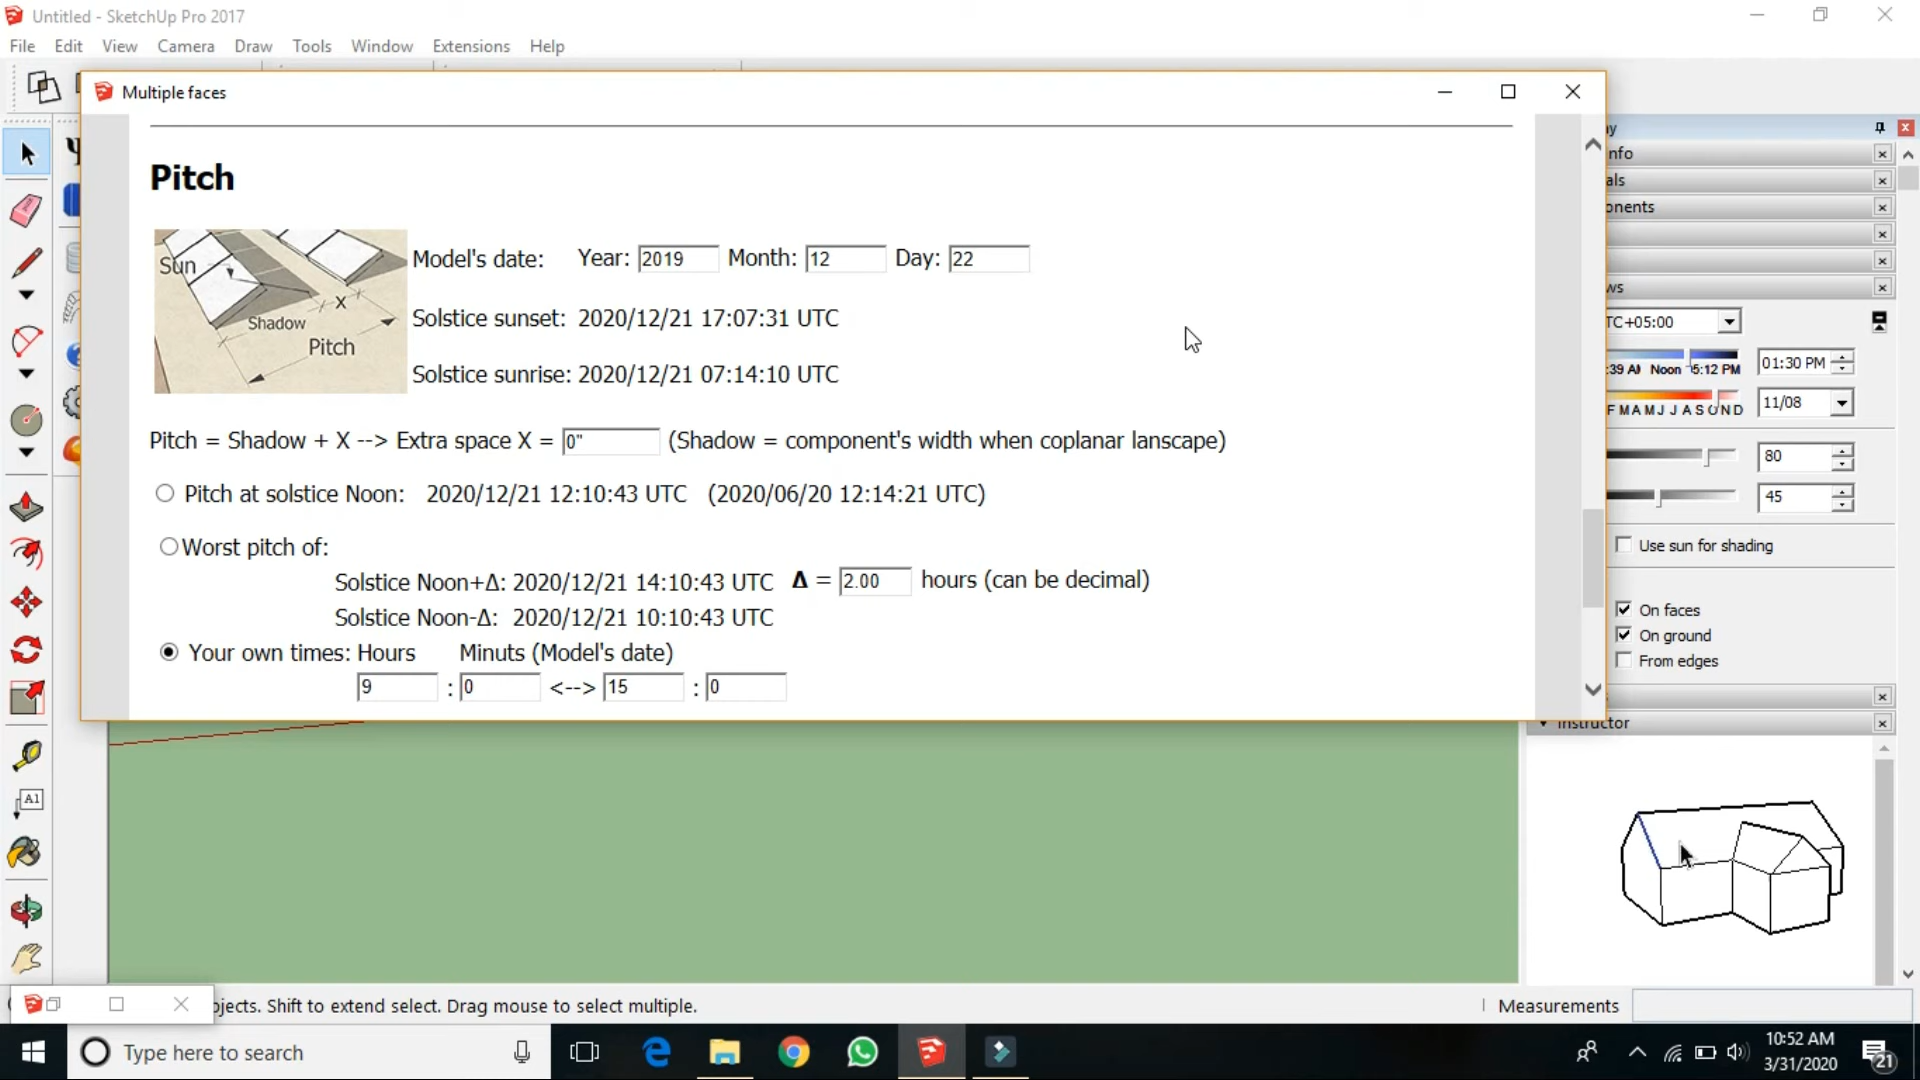 Untitled - SketchUp Pro 2017
File Edit View Camera Draw Tools Window Extensions Help
Multiple faces
Pitch
Sun
X
Shadow
Pitch
Model's date: Year: 2019 Month: 12 Day: 22
Solstice sunset: 2020/12/21 17:07:31 UTC
Solstice sunrise: 2020/12/21 07:14:10 UTC
Pitch = Shadow + X --> Extra space X = 0" (Shadow = component's width when coplanar lanscape)
Pitch at solstice Noon: 2020/12/21 12:10:43 UTC (2020/06/20 12:14:21 UTC)
Worst pitch of:
Solstice Noon+Δ: 2020/12/21 14:10:43 UTC Δ = 2.00 hours (can be decimal)
Solstice Noon-Δ: 2020/12/21 10:10:43 UTC
Your own times: Hours Minuts (Model's date)
9 : 0 <--> 15 : 0
ay
nfo
als
onents
ws
TC+05:00
:39 AM Noon 05:12 PM 01:30 PM
F M A M J J A S O N D 11/08
80
45
Use sun for shading
On faces
On ground
From edges
Instructor
A1
bjects. Shift to extend select. Drag mouse to select multiple.
Measurements
Type here to search
10:52 AM
3/31/2020
21